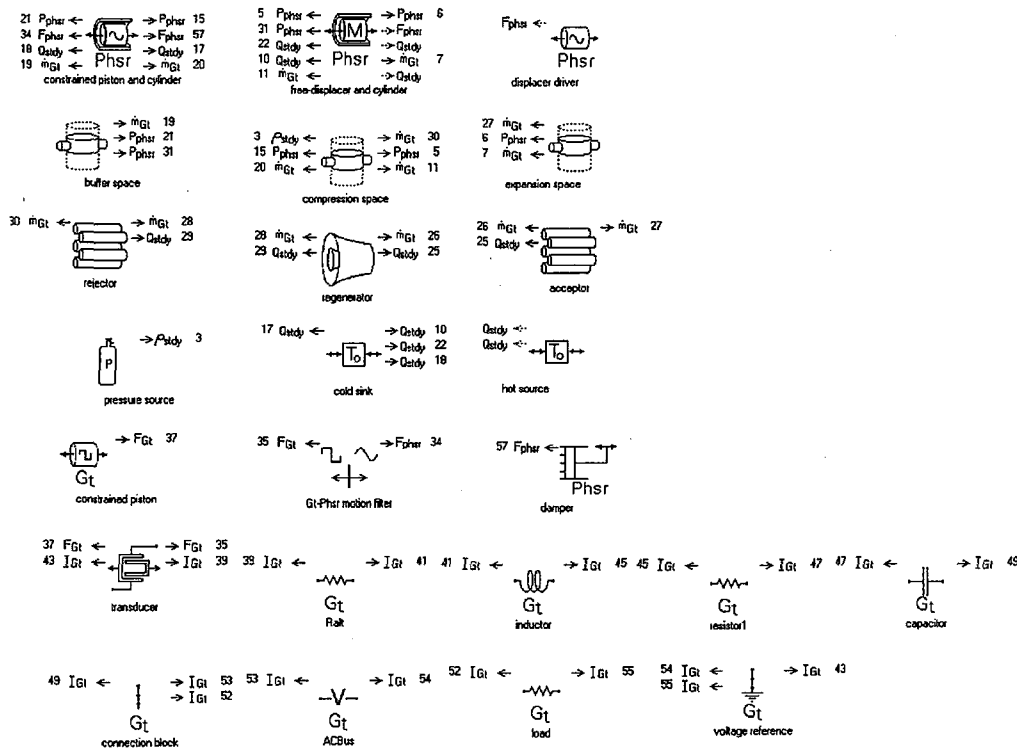 21 Pphsr Pphsr 15
34 Fphsr Fphsr 57
18 Qstdy Qstdy 17
19 ṁGt ṁGt 20
Phsr
constrained piston and cylinder
5 Pphsr Pphsr 6
31 Pphsr Fphsr
22 Qstdy Qstdy
10 Qstdy ṁGt 7
11 ṁGt Qstdy
M
Phsr
free-displacer and cylinder
Fphsr
Phsr
displacer driver
ṁGt 19
Pphsr 21
Pphsr 31
buffer space
3 ρstdy ṁGt 30
15 Pphsr Pphsr 5
20 ṁGt ṁGt 11
compression space
27 ṁGt
6 Pphsr
7 ṁGt
expansion space
30 ṁGt ṁGt 28
Qstdy 29
rejector
28 ṁGt ṁGt 26
29 Qstdy Qstdy 25
regenerator
26 ṁGt ṁGt 27
25 Qstdy
acceptor
ρstdy 3
P
pressure source
17 Qstdy Qstdy 10
Qstdy 22
Qstdy 18
To
cold sink
Qstdy
Qstdy
To
hot source
FGt 37
Gt
constrained piston
35 FGt Fphsr 34
Gt-Phsr motion filter
57 Fphsr
Phsr
damper
37 FGt FGt 35
43 IGt IGt 39
transducer
39 IGt IGt 41
Gt
Ralt
41 IGt IGt 45
Gt
inductor
45 IGt IGt 47
Gt
resistor1
47 IGt IGt 49
Gt
capacitor
49 IGt IGt 53
IGt 52
Gt
connection block
53 IGt IGt 54
V
Gt
ACBus
52 IGt IGt 55
Gt
load
54 IGt IGt 43
55 IGt
Gt
voltage reference